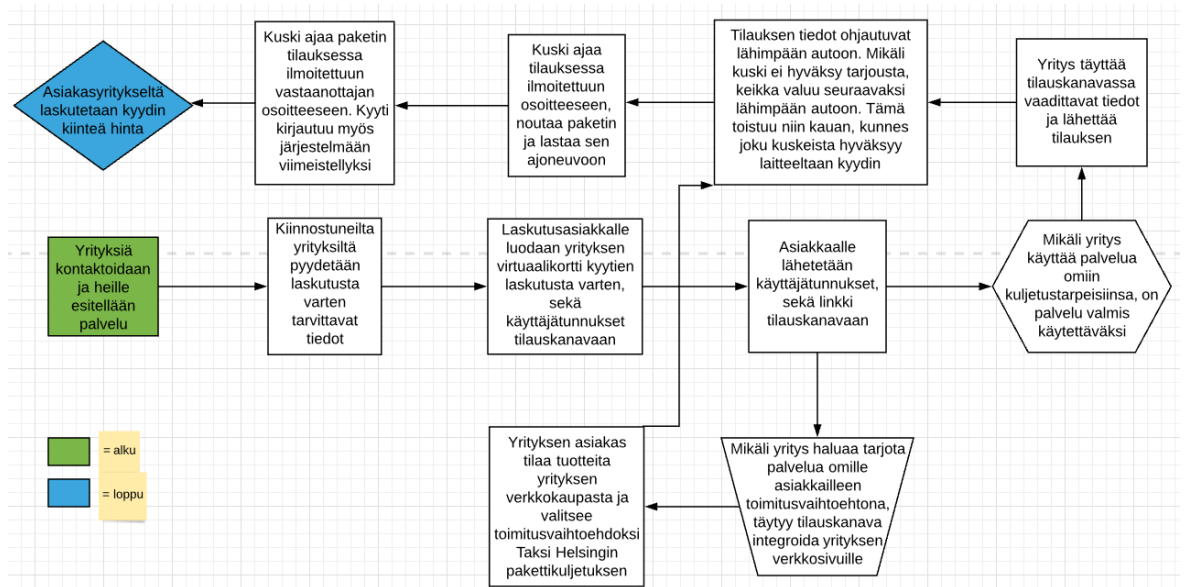 Asiakasyritykseltä
laskutetaan kyydin
kiinteä hinta
Kuski ajaa paketin
tilauksessa
ilmoitettuun
vastaanottajan
osoitteeseen. Kyyti
kirjautuu myös
järjestelmään
viimeistellyksi
Kuski ajaa
tilauksessa
ilmoitettuun
osoitteeseen,
noutaa paketin
ja lastaa sen
ajoneuvoon
Tilauksen tiedot ohjautuvat
lähimpään autoon. Mikäli
kuski ei hyväksy tarjousta,
keikka valuu seuraavaksi
lähimpään autoon. Tämä
toistuu niin kauan, kunnes
joku kuskeista hyväksyy
laitteeltaan kyydin
Yritys täyttää
tilauskanavassa
vaadittavat tiedot
ja lähettää
tilauksen
Yrityksiä
kontaktoidaan
ja heille
esitellään
palvelu
Kiinnostuneilta
yrityksiltä
pyydetään
laskutusta
varten
tarvittavat
tiedot
Laskutusasiakkalle
luodaan yrityksen
virtuaalikortti kyytien
laskutusta varten,
sekä
käyttäjätunnukset
tilauskanavaan
Asiakkaalle
lähetetään
käyttäjätunnukset,
sekä linkki
tilauskanavaan
Mikäli yritys
käyttää palvelua
omiin
kuljetustarpeisiinsa, on
palvelu valmis
käytettäväksi
= alku
= loppu
Yrityksen asiakas
tilaa tuotteita
yrityksen
verkkokaupasta ja
valitsee
toimitusvaihtoehdoksi
Taksi Helsingin
pakettikuljetuksen
Mikäli yritys haluaa tarjota
palvelua omille
asiakkailleen
toimitusvaihtoehtona,
täytyy tilauskanava
integroida yrityksen
verkkosivuille